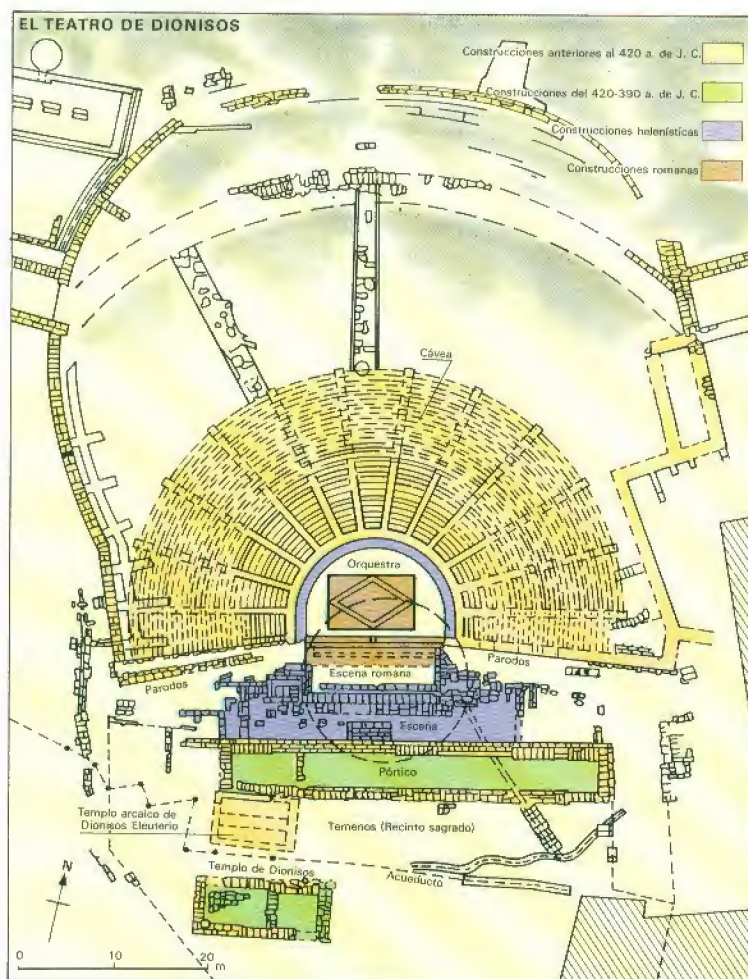 EL TEATRO DE DIONISOS
Construcciones anteriores al 420 a. de J. C.
Construcciones del 420-390 a. de J. C.
Construcciones helenísticas
Construcciones romanas
Cávea
Orquestra
Parodos
Parodos
Escena romana
Escena
Pórtico
Templo arcaico de
Dionisos Eleuterio
Temenos (Recinto sagrado)
Templo de Dionisos
Acueducto
N
0 10 20
m